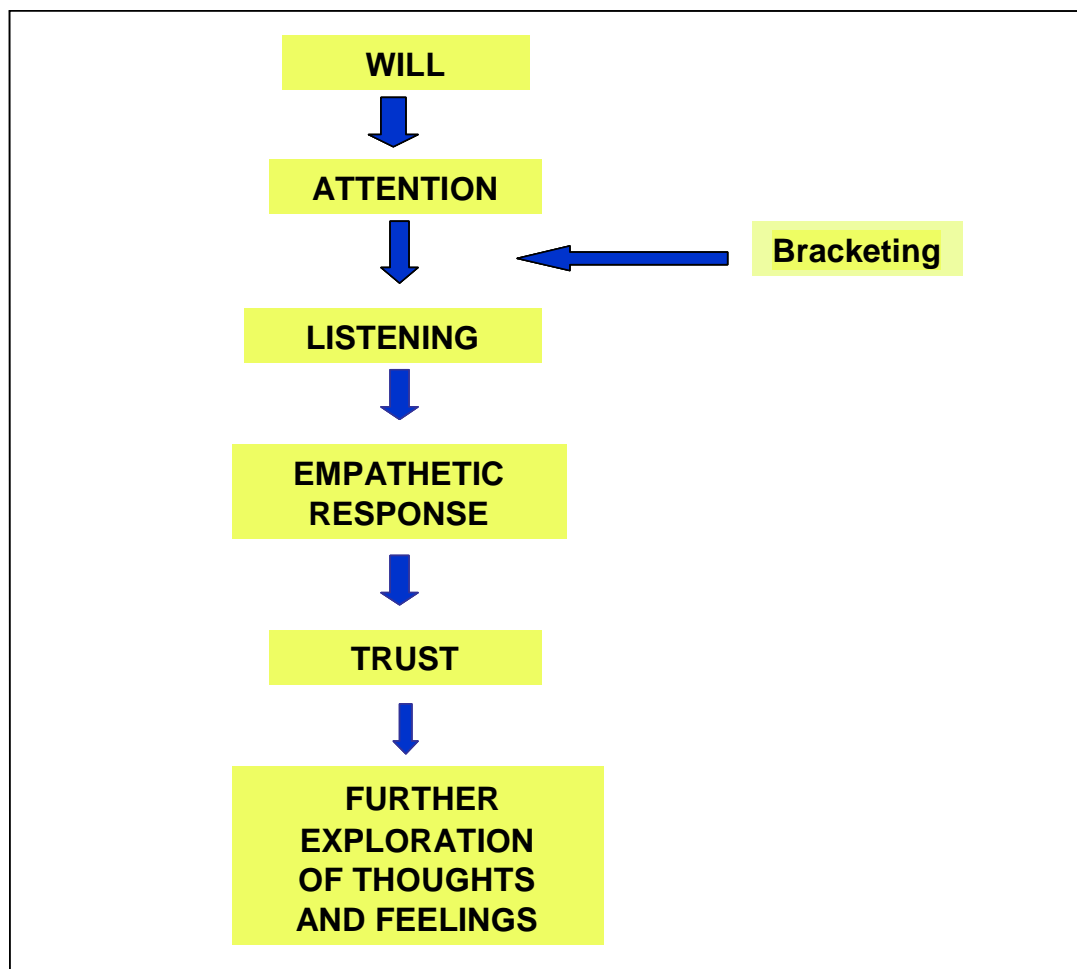 WILL
ATTENTION
Bracketing
LISTENING
EMPATHETIC
RESPONSE
TRUST
FURTHER
EXPLORATION
OF THOUGHTS
AND FEELINGS